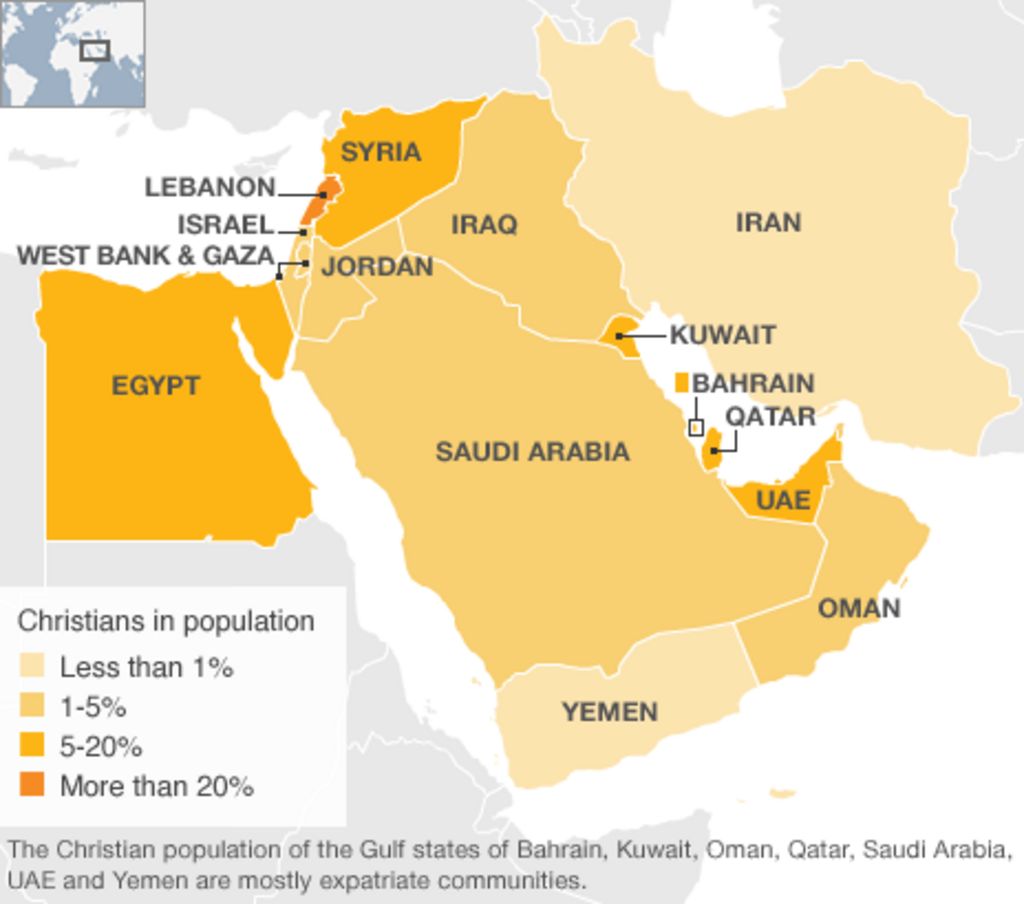 SYRIA
LEBANON
ISRAEL
IRAQ
IRAN
WEST BANK & GAZA
JORDAN
KUWAIT
EGYPT
BAHRAIN
QATAR
SAUDI ARABIA
UAE
OMAN
YEMEN
Christians in population
Less than 1%
1-5%
5-20%
More than 20%
The Christian population of the Gulf states of Bahrain, Kuwait, Oman, Qatar, Saudi Arabia,
UAE and Yemen are mostly expatriate communities.